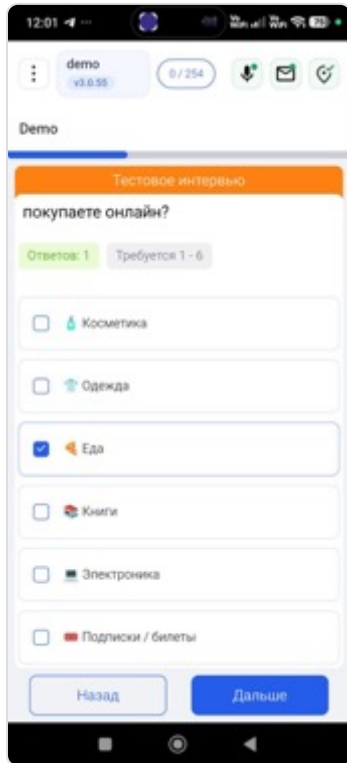 12:01
demo
v3.0.55
0 / 254
Demo
Тестовое интервью
покупаете онлайн?
Ответов: 1 Требуется 1 - 6
Косметика
Одежда
Еда
Книги
Электроника
Подписки / билеты
Назад Дальше